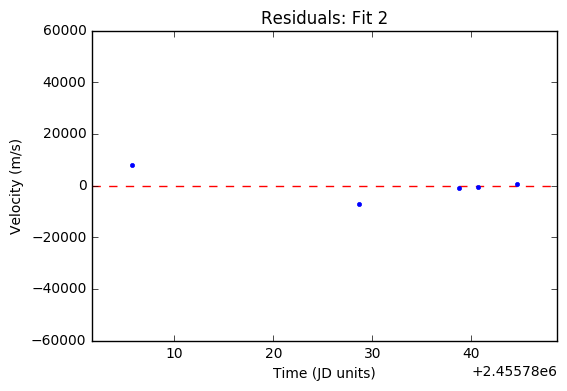 Residuals: Fit 2
60000
40000
20000
0
−20000
−40000
−60000
Velocity (m/s)
10
20
30
40
+2.45578e6
Time (JD units)